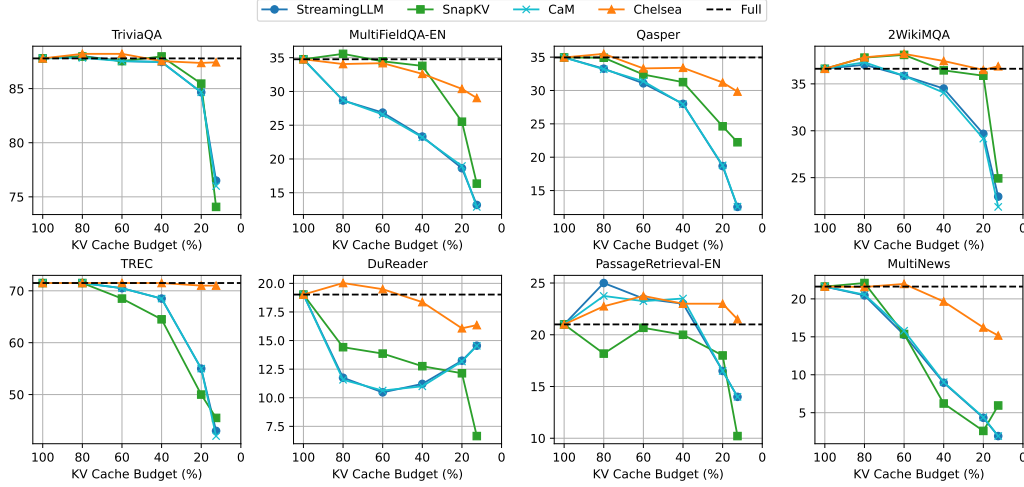 StreamingLLM SnapKV CaM Chelsea Full
TriviaQA
85
80
75
100 80 60 40 20 0
KV Cache Budget (%)
MultiFieldQA-EN
35
30
25
20
15
100 80 60 40 20 0
KV Cache Budget (%)
Qasper
35
30
25
20
15
100 80 60 40 20 0
KV Cache Budget (%)
2WikiMQA
35
30
25
100 80 60 40 20 0
KV Cache Budget (%)
TREC
70
60
50
100 80 60 40 20 0
KV Cache Budget (%)
DuReader
20.0
17.5
15.0
12.5
10.0
7.5
100 80 60 40 20 0
KV Cache Budget (%)
PassageRetrieval-EN
25
20
15
10
100 80 60 40 20 0
KV Cache Budget (%)
MultiNews
20
15
10
5
100 80 60 40 20 0
KV Cache Budget (%)